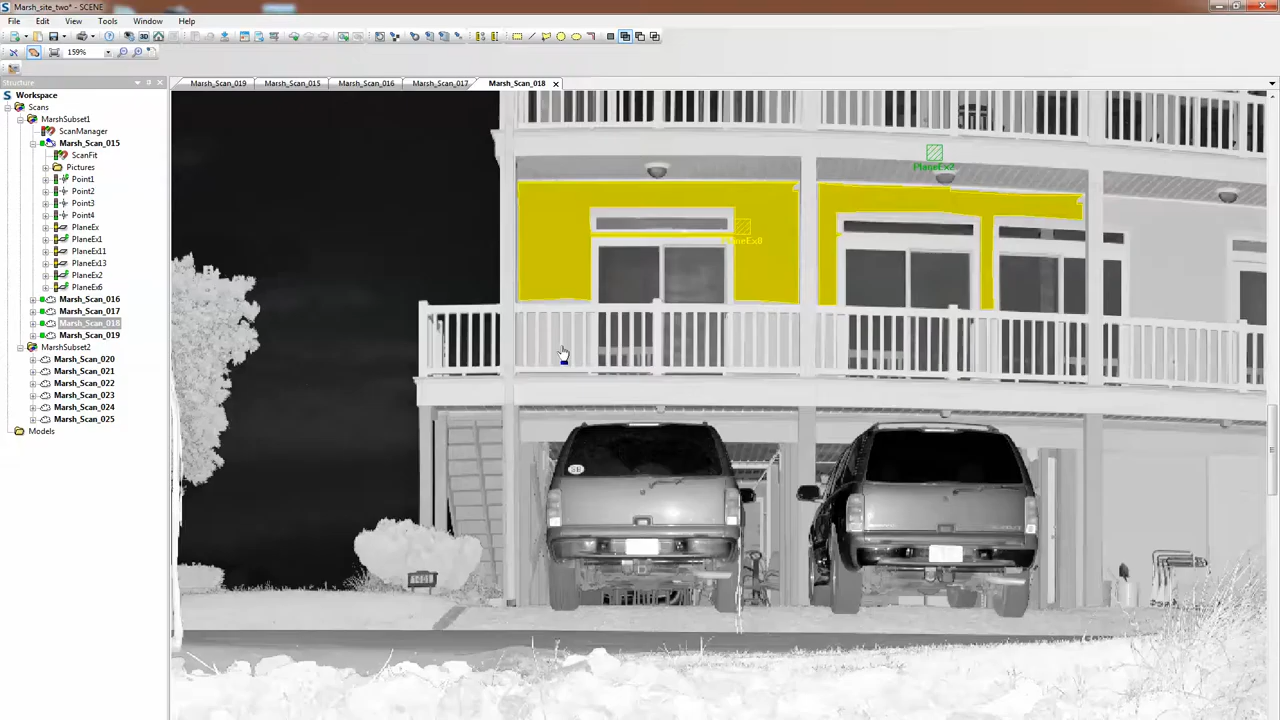 Marsh_site_two* - SCENE
File Edit View Tools Window Help
159%
Structure
Marsh_Scan_019 Marsh_Scan_015 Marsh_Scan_016 Marsh_Scan_017 Marsh_Scan_018
Workspace
Scans
MarshSubset1
ScanManager
Marsh_Scan_015
ScanFit
Pictures
Point1
Point2
Point3
Point4
PlaneEx
PlaneEx1
PlaneEx11
PlaneEx13
PlaneEx2
PlaneEx6
Marsh_Scan_016
Marsh_Scan_017
Marsh_Scan_018
Marsh_Scan_019
MarshSubset2
Marsh_Scan_020
Marsh_Scan_021
Marsh_Scan_022
Marsh_Scan_023
Marsh_Scan_024
Marsh_Scan_025
Models
PlaneEx2
PlaneEx8